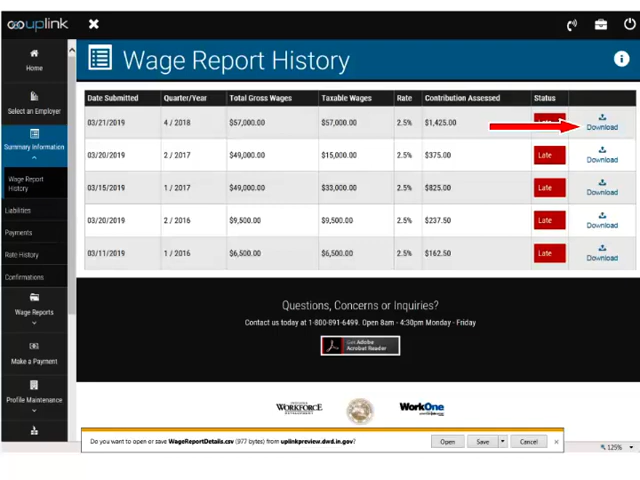 uplink
Wage Report History
Home
Select an Employer
Summary Information
Wage Report
History
Liabilities
Payments
Rate History
Confirmations
Wage Reports
Make a Payment
Profile Maintenance
Date Submitted Quarter/Year Total Gross Wages Taxable Wages Rate Contribution Assessed Status
03/21/2019 4 / 2018 $57,000.00 $57,000.00 2.5% $1,425.00 Download
03/20/2019 2 / 2017 $49,000.00 $15,000.00 2.5% $375.00 Late Download
03/15/2019 1 / 2017 $49,000.00 $33,000.00 2.5% $825.00 Late Download
03/20/2019 2 / 2016 $9,500.00 $9,500.00 2.5% $237.50 Late Download
03/11/2019 1 / 2016 $6,500.00 $6,500.00 2.5% $162.50 Late Download
Questions, Concerns or Inquiries?
Contact us today at 1-800-891-6499. Open 8am - 4:30pm Monday - Friday
Get Adobe
Acrobat Reader
WORKFORCE
WorkOne
Do you want to open or save WageReportDetails.csv (977 bytes) from uplinkpreview.dwd.in.gov?
Open Save Cancel ×
125%